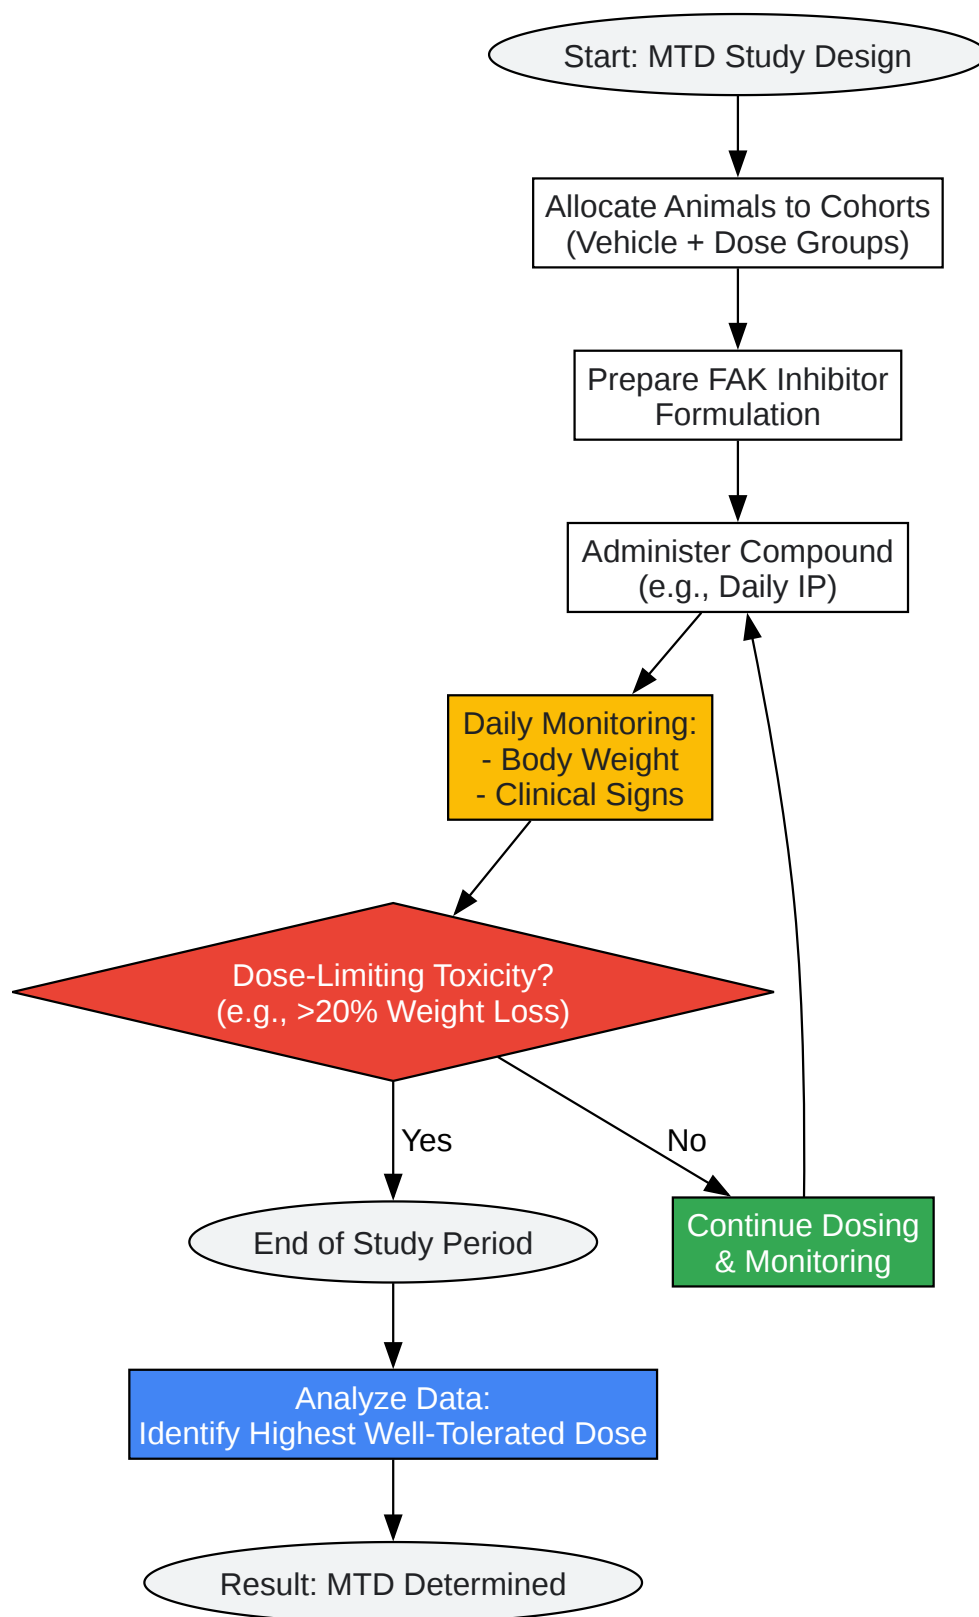 Start: MTD Study Design
Allocate Animals to Cohorts
(Vehicle + Dose Groups)
Prepare FAK Inhibitor
Formulation
Administer Compound
(e.g., Daily IP)
Daily Monitoring:
- Body Weight
- Clinical Signs
Dose-Limiting Toxicity?
(e.g., >20% Weight Loss)
Yes
No
End of Study Period
Continue Dosing
& Monitoring
Analyze Data:
Identify Highest Well-Tolerated Dose
Result: MTD Determined